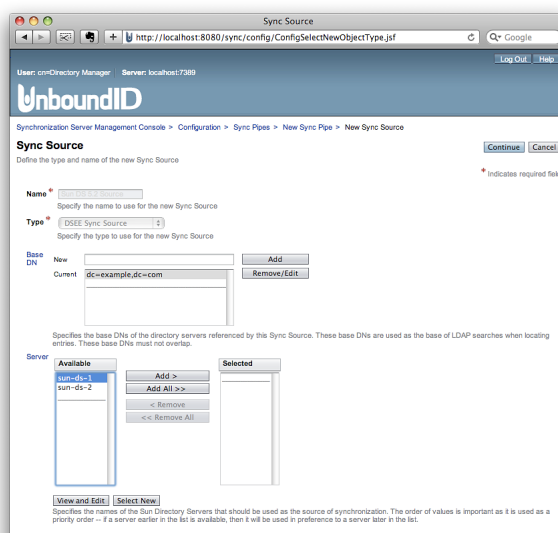 Sync Source
http://localhost:8080/sync/config/ConfigSelectNewObjectType.jsf
Google
Log Out Help
User: cn=Directory Manager Server: localhost:7389
UnboundID
Synchronization Server Management Console > Configuration > Sync Pipes > New Sync Pipe > New Sync Source
Sync Source
Continue Cancel
Define the type and name of the new Sync Source
* Indicates required fiel
Name * Sun DS 5.2 Source
Specify the name to use for the new Sync Source
Type * DSEE Sync Source
Specify the type to use for the new Sync Source
Base DN
New Add
Current dc=example,dc=com Remove/Edit
Specifies the base DNs of the directory servers referenced by this Sync Source. These base DNs are used as the base of LDAP searches when locating
entries. These base DNs must not overlap.
Server
Available Selected
sun-ds-1 Add >
sun-ds-2 Add All >>
< Remove
<< Remove All
View and Edit Select New
Specifies the names of the Sun Directory Servers that should be used as the source of synchronization. The order of values is important as it is used as a
priority order -- if a server earlier in the list is available, then it will be used in preference to a server later in the list.